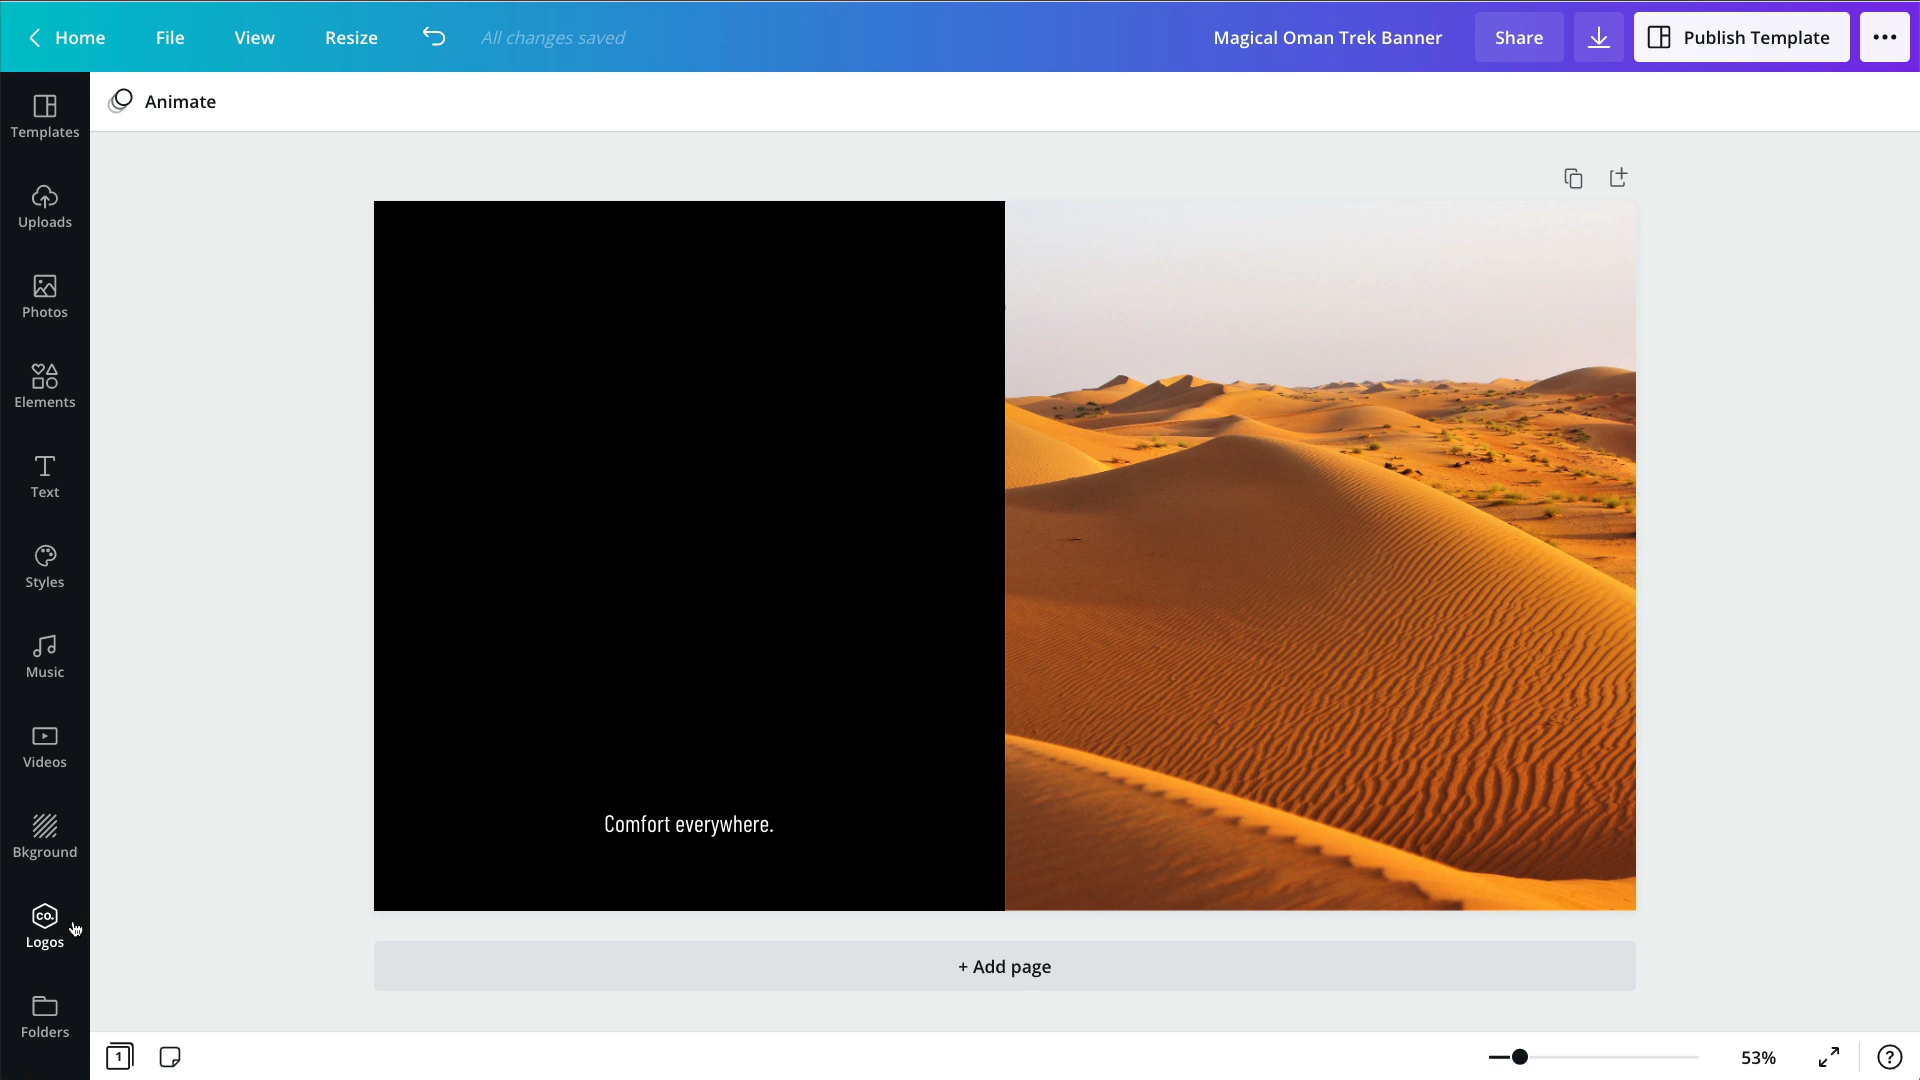 Home
File
View
Resize
All changes saved
Magical Oman Trek Banner
Share
Publish Template
Templates
Animate
Uploads
Photos
Elements
Text
Styles
Music
Videos
Bkground
CO.
Logos
Folders
Comfort everywhere.
+ Add page
1
53%
?